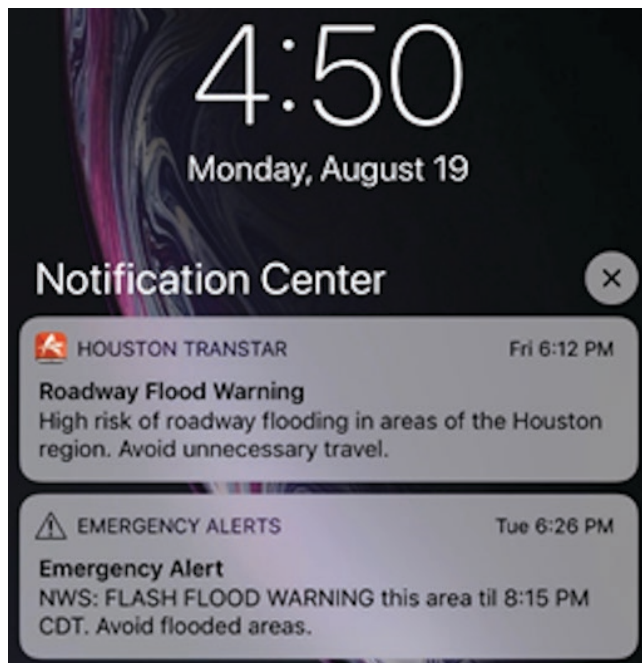 4:50
Monday, August 19
Notification Center
HOUSTON TRANSTAR Fri 6:12 PM
Roadway Flood Warning
High risk of roadway flooding in areas of the Houston
region. Avoid unnecessary travel.
EMERGENCY ALERTS Tue 6:26 PM
Emergency Alert
NWS: FLASH FLOOD WARNING this area til 8:15 PM
CDT. Avoid flooded areas.